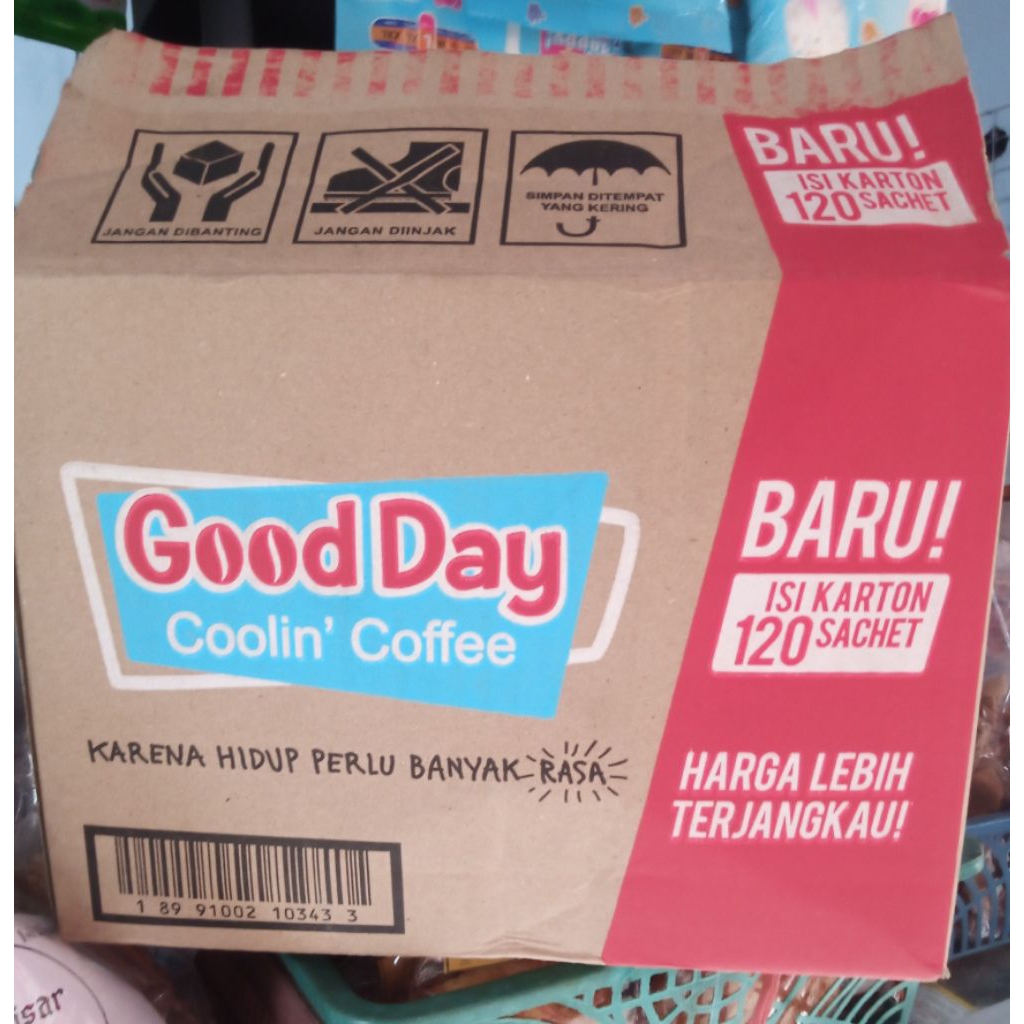 JANGAN DIBANTING
JANGAN DIINJAK
SIMPAN DITEMPAT
YANG KERING
BARU!
ISI KARTON
120 SACHET
Good Day
Coolin' Coffee
KARENA HIDUP PERLU BANYAK RASA
BARU!
ISI KARTON
120 SACHET
HARGA LEBIH
TERJANGKAU!
1 89 91002 10343 3
isar